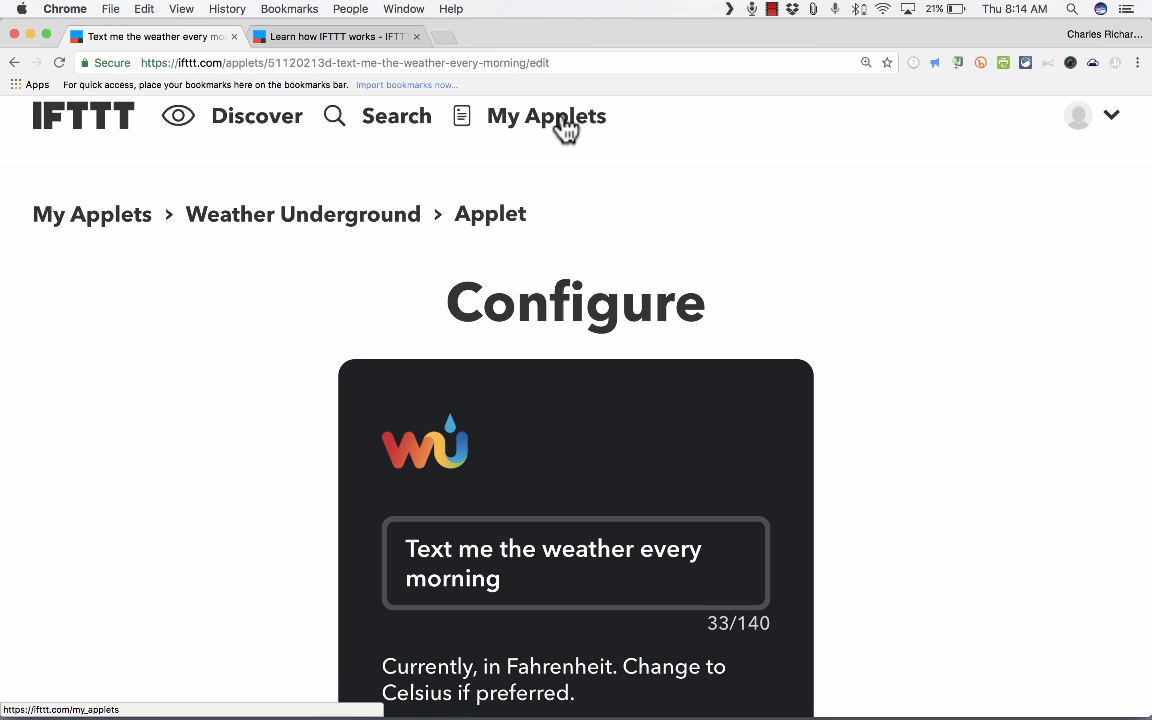 Chrome File Edit View History Bookmarks People Window Help 21% Thu 8:14 AM
Text me the weather every mo Learn how IFTTT works - IFTT Charles Richar...
Secure https://ifttt.com/applets/51120213d-text-me-the-weather-every-morning/edit
Apps For quick access, place your bookmarks here on the bookmarks bar. Import bookmarks now...
IFTTT Discover Search My Applets
My Applets > Weather Underground > Applet
Configure
wu
Text me the weather every
morning
33/140
Currently, in Fahrenheit. Change to
Celsius if preferred.
https://ifttt.com/my_applets